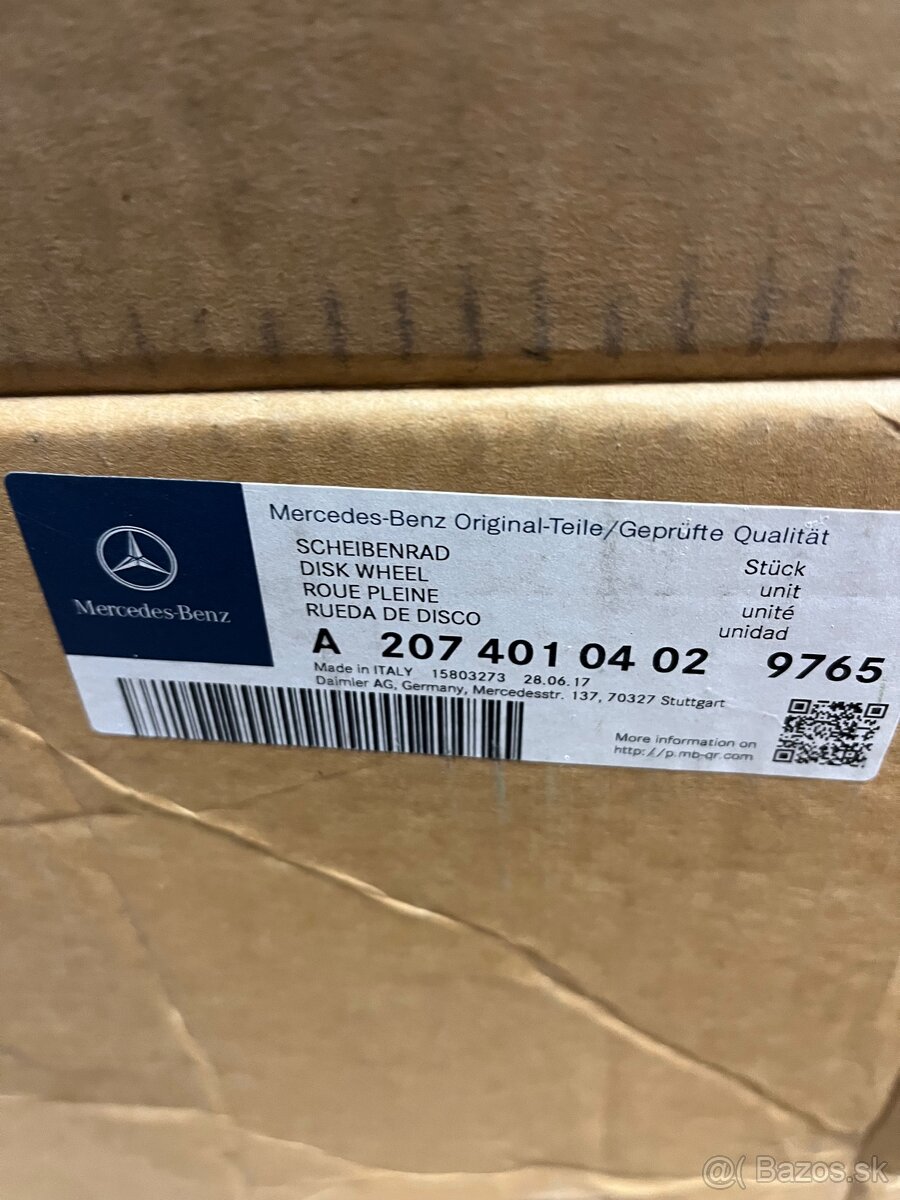 Mercedes-Benz Original-Teile/Geprüfte Qualität
SCHEIBENRAD
DISK WHEEL
ROUE PLEINE
RUEDA DE DISCO
Stück
unit
unité
unidad
Mercedes-Benz
A 207 401 04 02 9765
Made in ITALY 15803273 28.06.17
Daimler AG, Germany, Mercedesstr. 137, 70327 Stuttgart
More information on
http://p.mb-qr.com
@( Bazos.sk